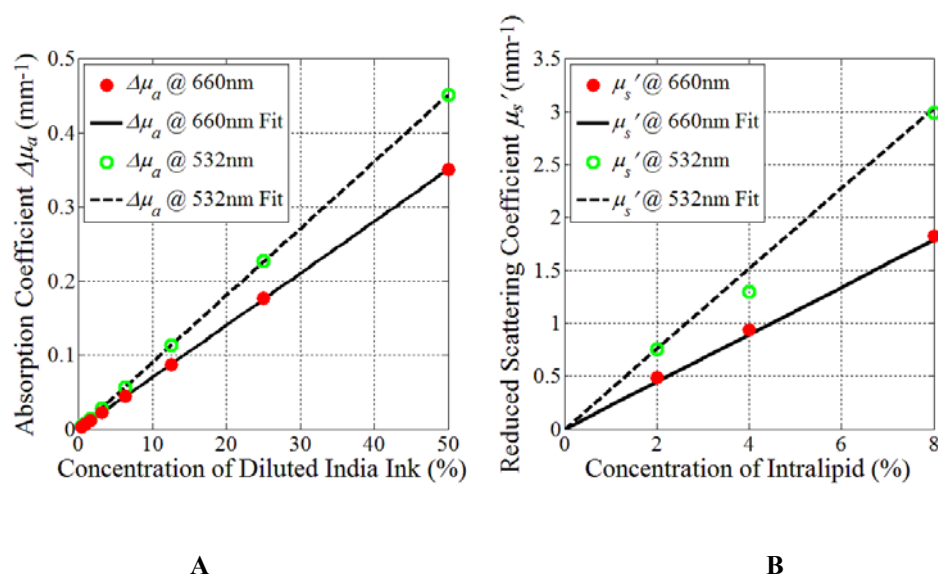 Absorption Coefficient Δμa (mm-1)
0.5
0.4
0.3
0.2
0.1
0
Δμa @ 660nm
Δμa @ 660nm Fit
Δμa @ 532nm
Δμa @ 532nm Fit
0 10 20 30 40 50
Concentration of Diluted India Ink (%)
A
Reduced Scattering Coefficient μs′ (mm-1)
3.5
3
2.5
2
1.5
1
0.5
0
μs′ @ 660nm
μs′ @ 660nm Fit
μs′ @ 532nm
μs′ @ 532nm Fit
0 2 4 6 8
Concentration of Intralipid (%)
B